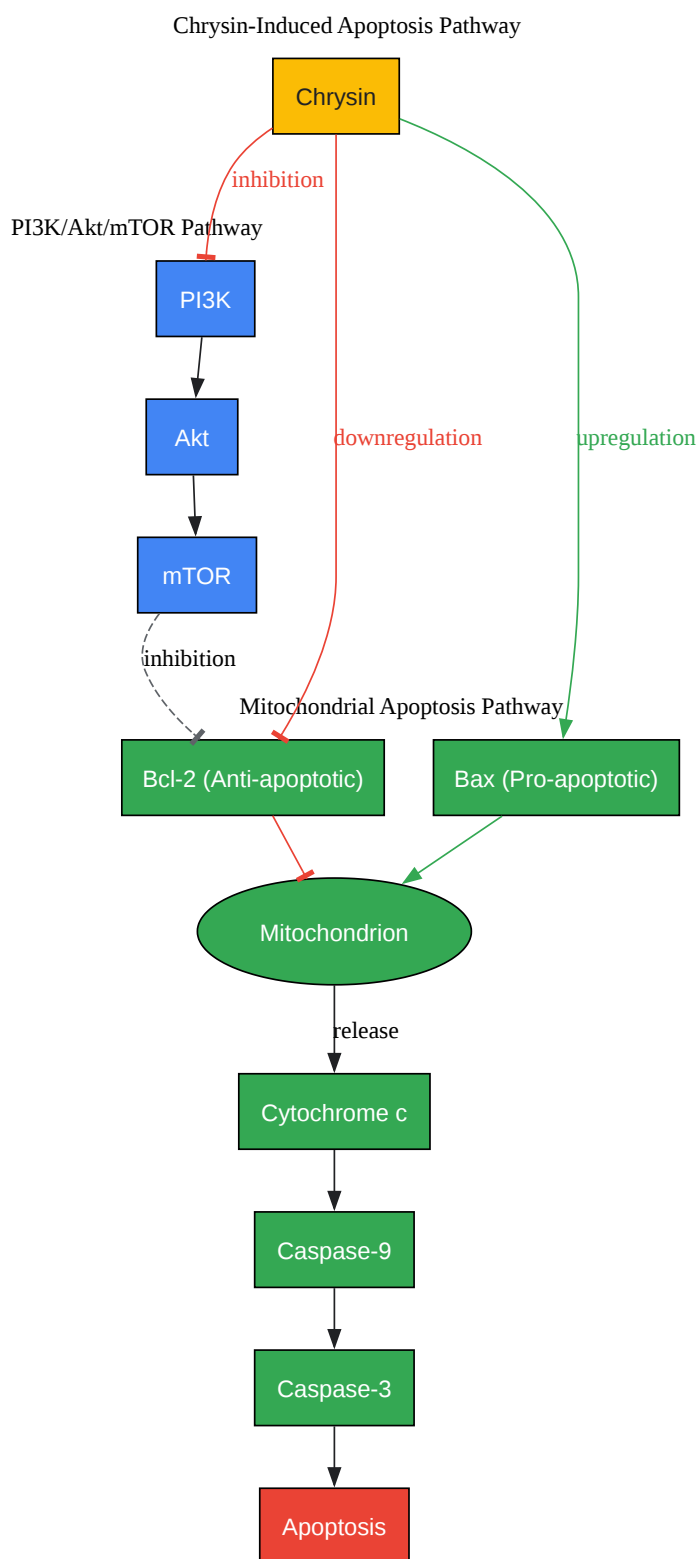 Chrysin-Induced Apoptosis Pathway
Chrysin
inhibition
PI3K/Akt/mTOR Pathway
PI3K
Akt
downregulation
upregulation
mTOR
inhibition
Mitochondrial Apoptosis Pathway
Bcl-2 (Anti-apoptotic)
Bax (Pro-apoptotic)
Mitochondrion
release
Cytochrome c
Caspase-9
Caspase-3
Apoptosis